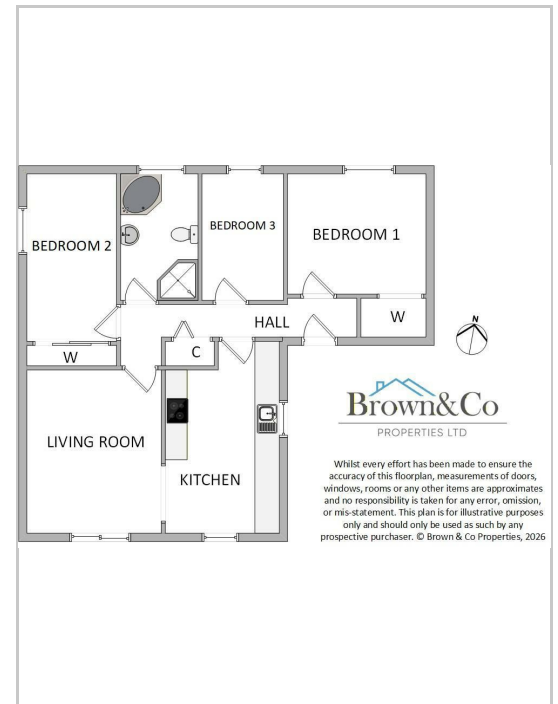 BEDROOM 2
BEDROOM 3
BEDROOM 1
HALL
W
W
C
LIVING ROOM
KITCHEN
N
Brown&Co
PROPERTIES LTD
Whilst every effort has been made to ensure the
accuracy of this floorplan, measurements of doors,
windows, rooms or any other items are approximates
and no responsibility is taken for any error, omission,
or mis-statement. This plan is for illustrative purposes
only and should only be used as such by any
prospective purchaser. © Brown & Co Properties, 2026